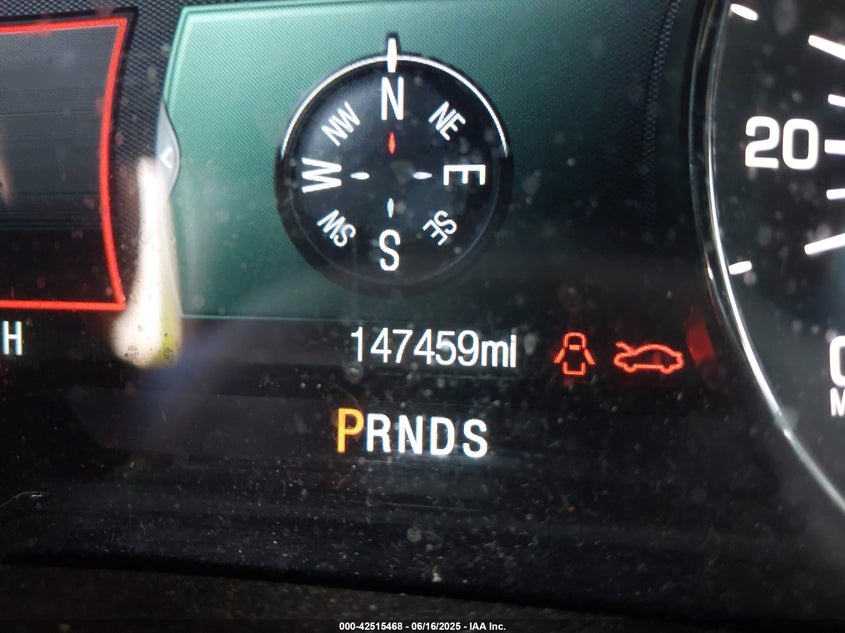 N
NW NE
W E
SW SE
S
20
H
147459mi
PRNDS
000-42515468 - 06/16/2025 - IAA Inc.